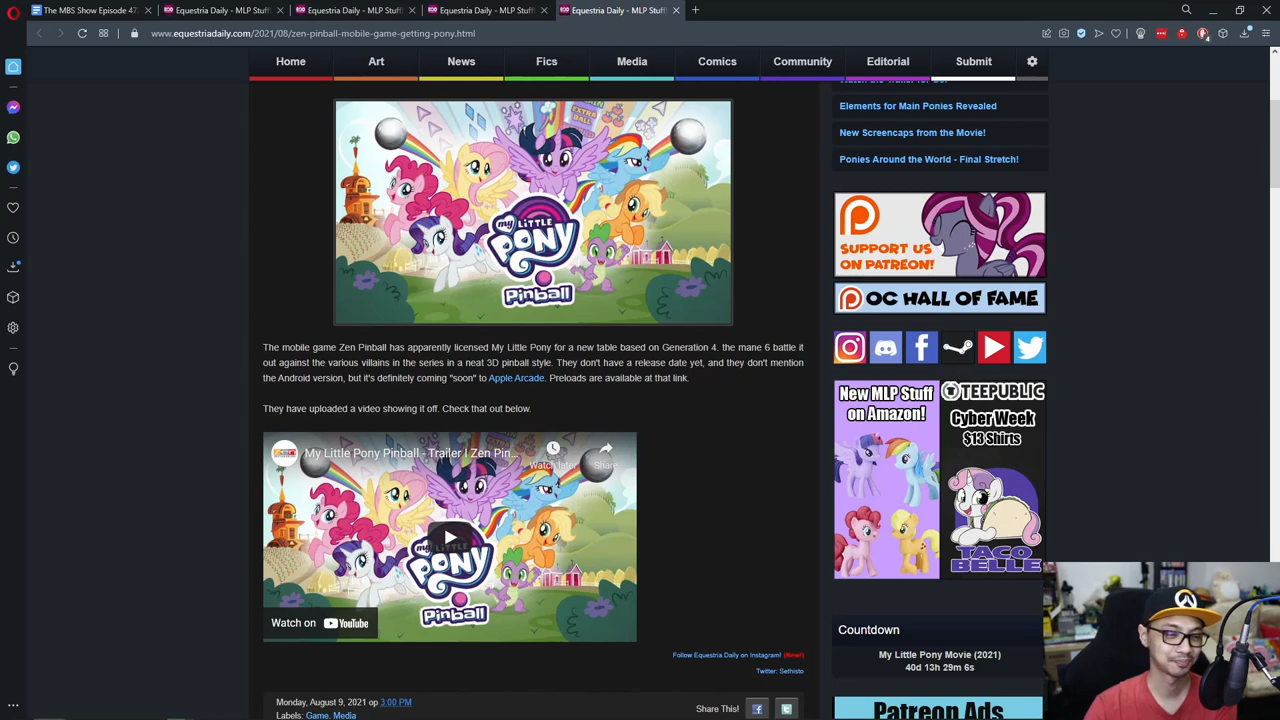 The MBS Show Episode 47
Equestria Daily - MLP Stuf
Equestria Daily - MLP Stuf
Equestria Daily - MLP Stuf
Equestria Daily - MLP Stuf
www.equestriadaily.com/2021/08/zen-pinball-mobile-game-getting-pony.html
Home
Art
News
Fics
Media
Comics
Community
Editorial
Submit
Elements for Main Ponies Revealed
New Screencaps from the Movie!
Ponies Around the World - Final Stretch!
EXTRA
BALL
my LiTTLE
PONY
Pinball
SUPPORT US
ON PATREON!
OC HALL OF FAME
The mobile game Zen Pinball has apparently licensed My Little Pony for a new table based on Generation 4. the mane 6 battle it
out against the various villains in the series in a neat 3D pinball style. They don't have a release date yet, and they don't mention
the Android version, but it's definitely coming "soon" to Apple Arcade. Preloads are available at that link.
They have uploaded a video showing it off. Check that out below.
My Little Pony Pinball - Trailer | Zen Pin...
Watch later
Share
my LiTTLE
PONY
Pinball
Watch on YouTube
New MLP Stuff
on Amazon!
TEEPUBLIC
Cyber Week
$13 Shirts
TACO
BELLE
Follow Equestria Daily on Instagram! (New!)
Twitter: Sethisto
Countdown
My Little Pony Movie (2021)
40d 13h 29m 6s
Monday, August 9, 2021 op 3:00 PM
Labels: Game, Media
Share This!
Patreon Ads